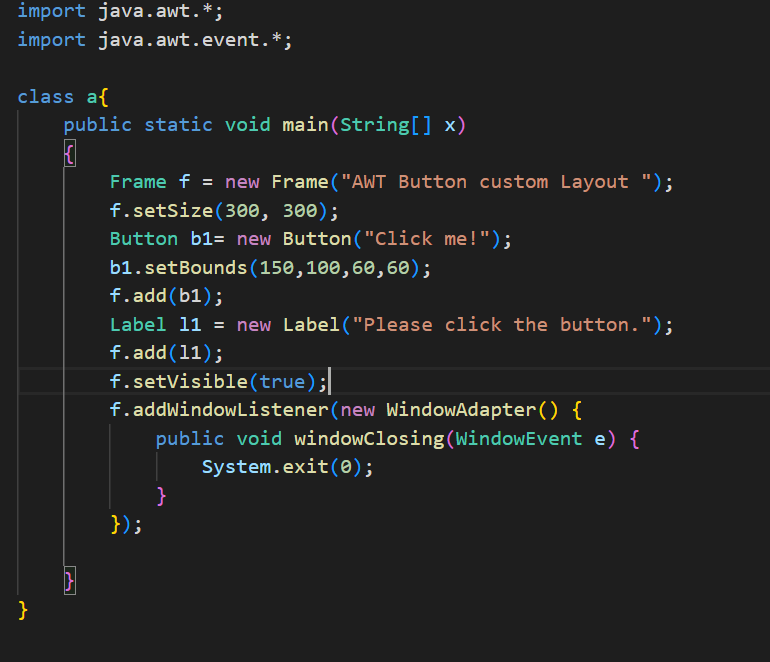 import java.awt.*;
import java.awt.event.*;
class a{
    public static void main(String[] x)
    {
        Frame f = new Frame("AWT Button custom Layout ");
        f.setSize(300, 300);
        Button b1= new Button("Click me!");
        b1.setBounds(150,100,60,60);
        f.add(b1);
        Label l1 = new Label("Please click the button.");
        f.add(l1);
        f.setVisible(true);
        f.addWindowListener(new WindowAdapter() {
            public void windowClosing(WindowEvent e) {
                System.exit(0);
            }
        });
    }
}